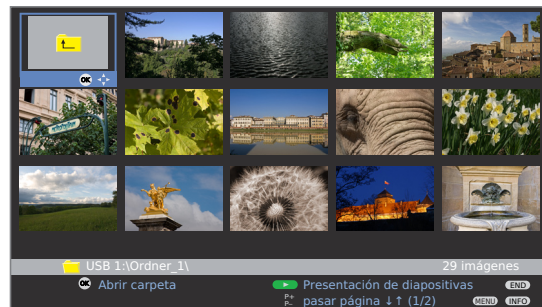 OK
USB 1:\Ordner_1\ 29 imágenes
OK Abrir carpeta Presentación de diapositivas END
P+ P- pasar página ↓↑ (1/2) MENU INFO